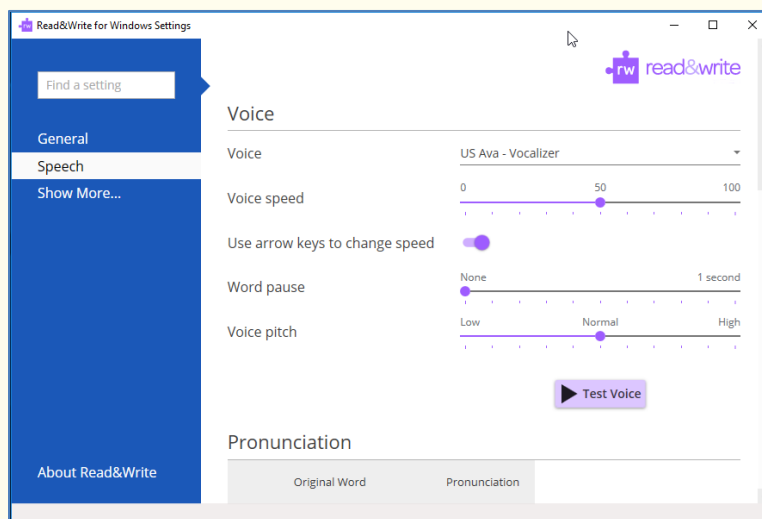 Read&Write for Windows Settings
rw read&write
Find a setting
General
Speech
Show More...
About Read&Write
Voice
Voice
US Ava - Vocalizer
Voice speed
0 50 100
Use arrow keys to change speed
Word pause
None 1 second
Voice pitch
Low Normal High
Test Voice
Pronunciation
Original Word Pronunciation